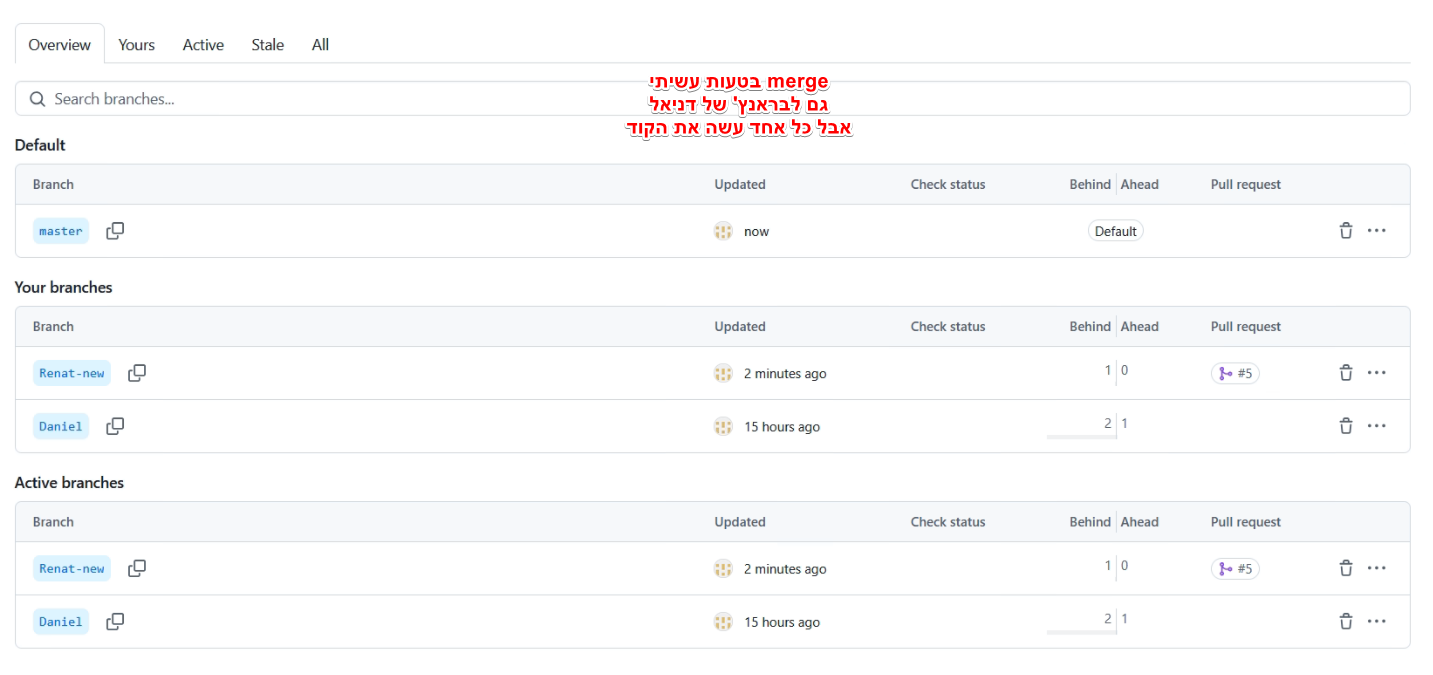 Overview Yours Active Stale All
Search branches...
בטעות עשיתי merge
גם לבראנץ' של דניאל
אבל כל אחד עשה את הקוד
Default
Branch Updated Check status Behind Ahead Pull request
master now Default
Your branches
Branch Updated Check status Behind Ahead Pull request
Renat-new 2 minutes ago 1 0 #5
Daniel 15 hours ago 2 1
Active branches
Branch Updated Check status Behind Ahead Pull request
Renat-new 2 minutes ago 1 0 #5
Daniel 15 hours ago 2 1